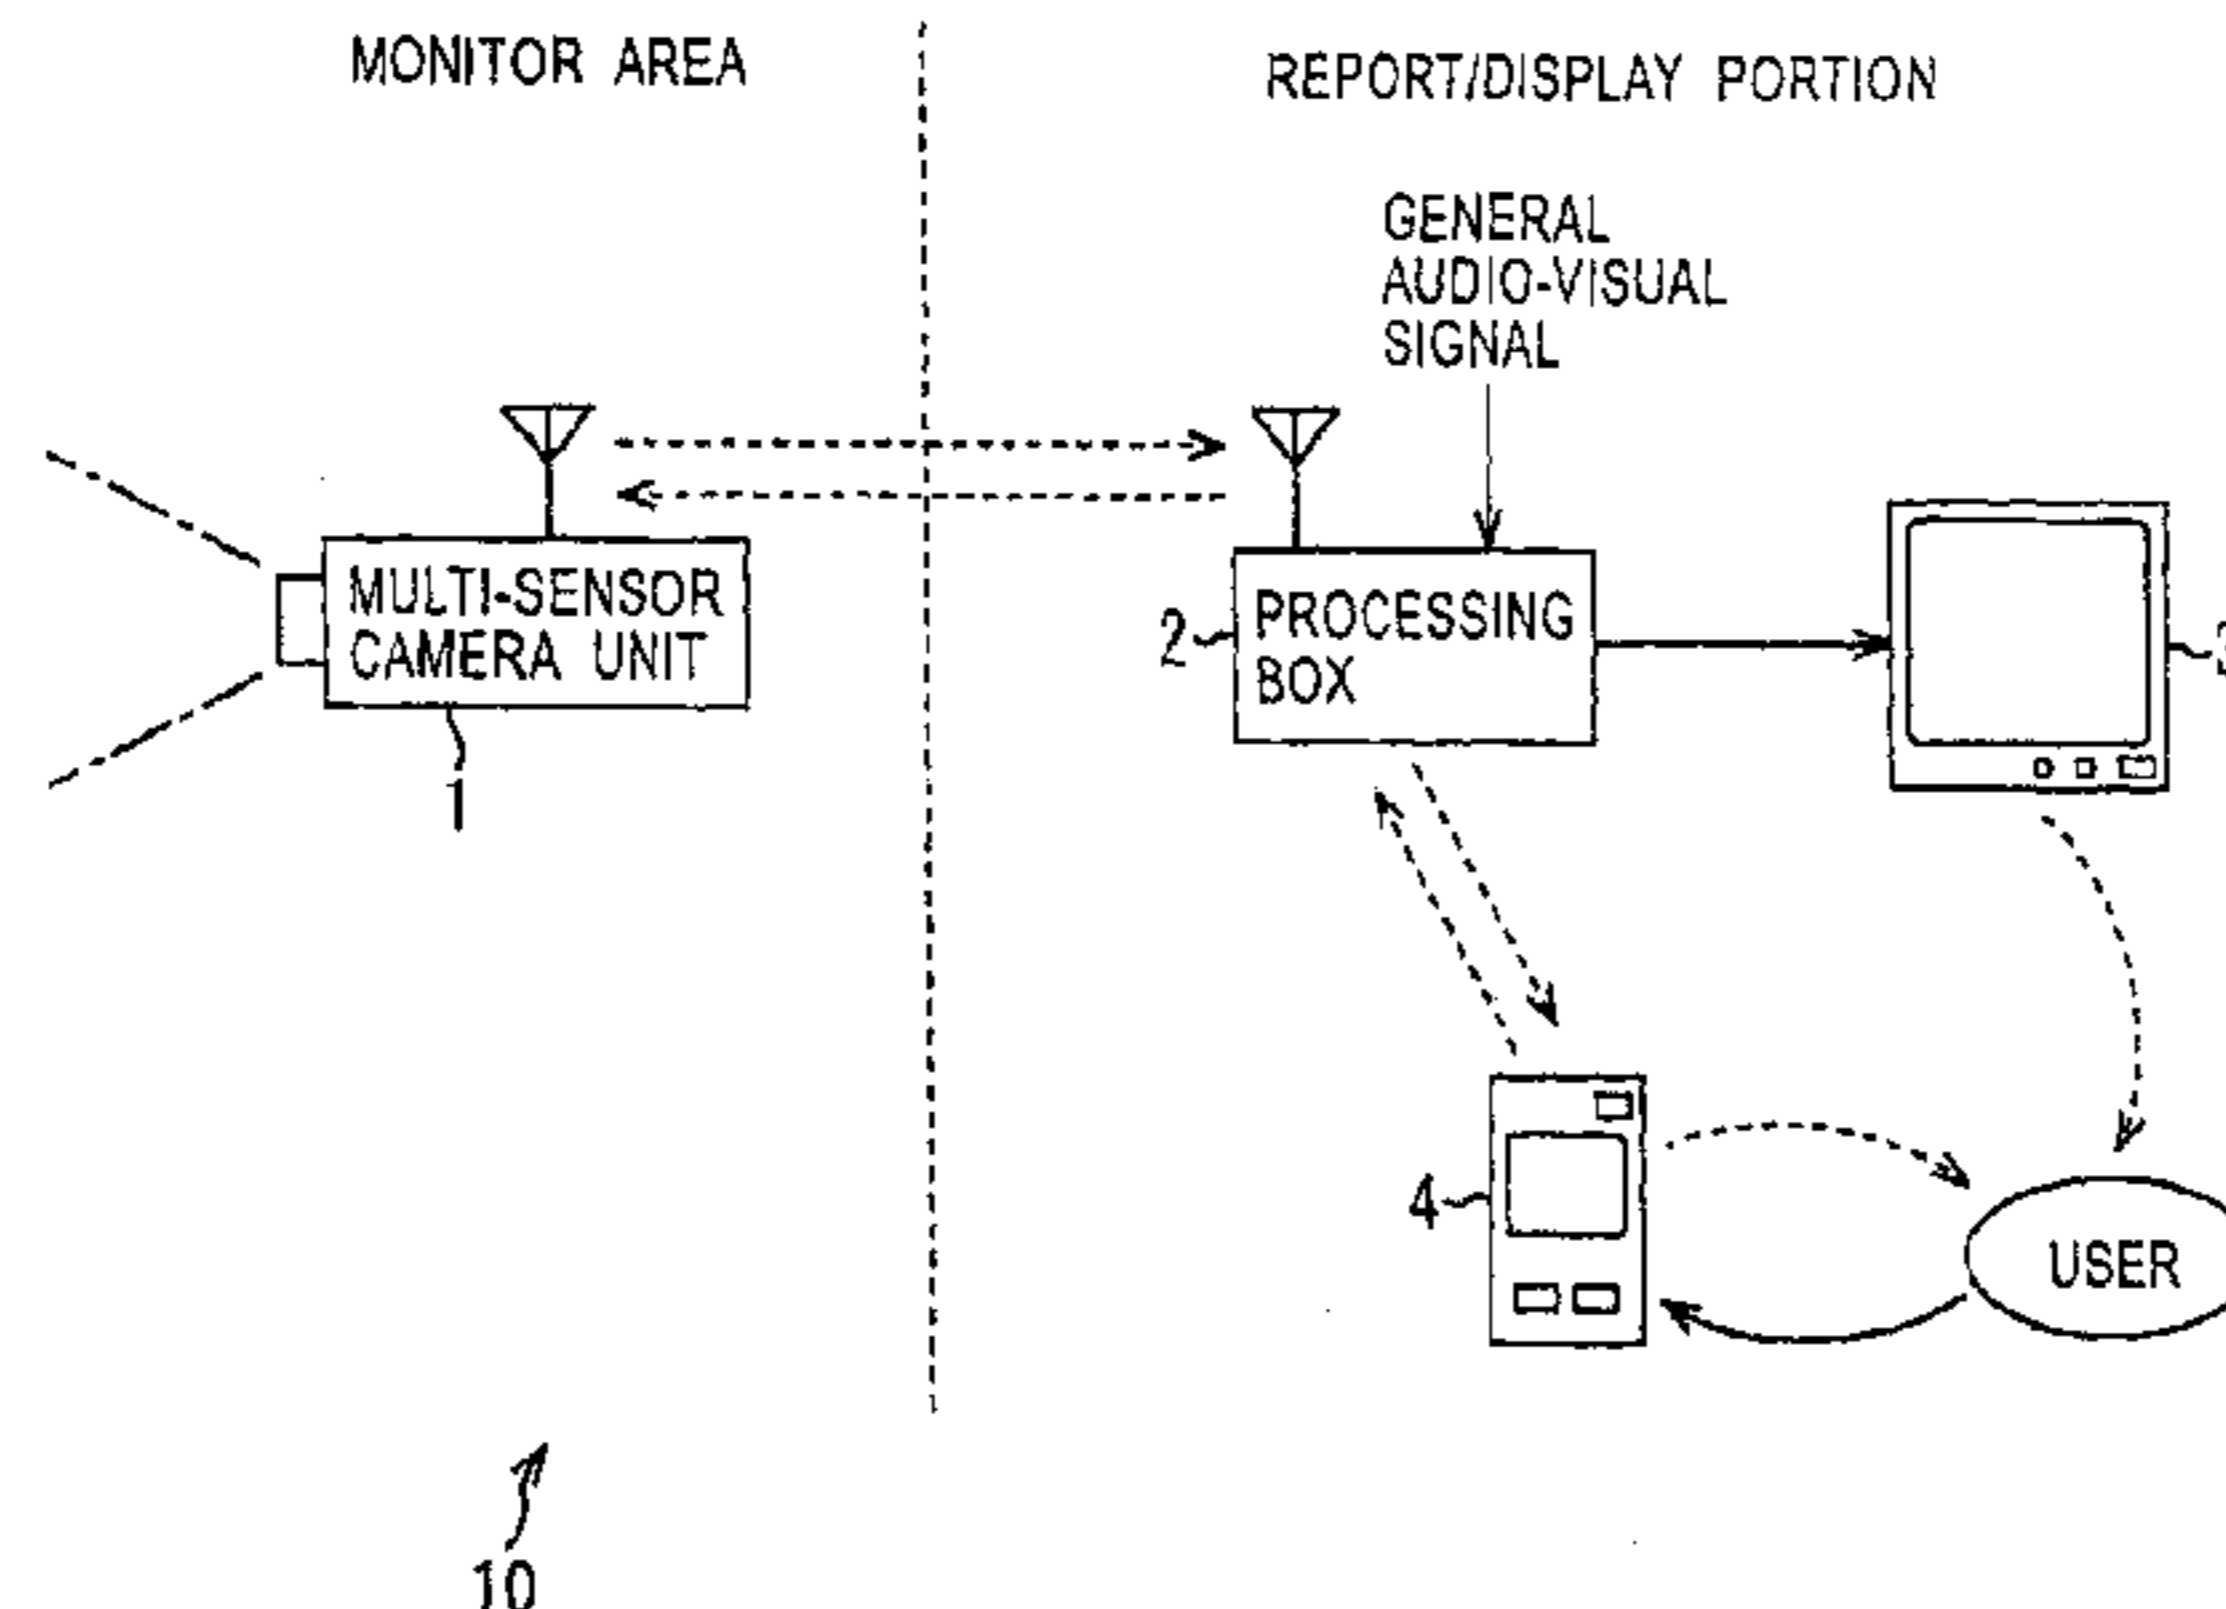 MONITOR AREA
REPORT/DISPLAY PORTION
GENERAL
AUDIO-VISUAL
SIGNAL
MULTI-SENSOR
CAMERA UNIT
1
2
PROCESSING
BOX
4
USER
10